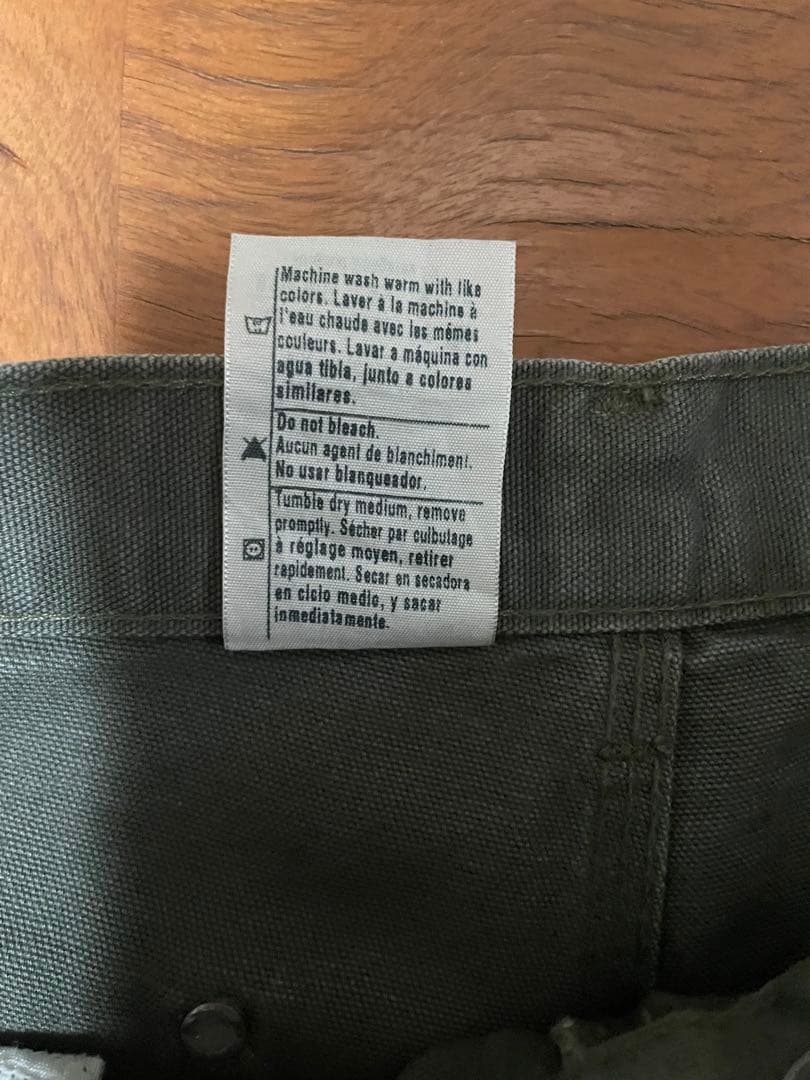 Machine wash warm with like
colors. Laver à la machine à
l'eau chaude avec les mêmes
couleurs. Lavar a máquina con
agua tibia, junto a colores
similares.
Do not bleach.
Aucun agent de blanchiment.
No usar blanqueador.
Tumble dry medium, remove
promptly. Sécher par culbutage
à réglage moyen, retirer
rapidement. Secar en secadora
en ciclo medio, y sacar
inmediatamente.